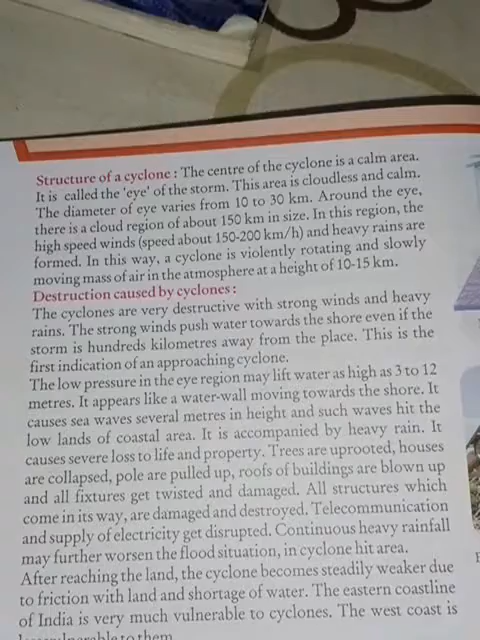 Structure of a cyclone : The centre of the cyclone is a calm area.
It is called the 'eye' of the storm. This area is cloudless and calm.
The diameter of eye varies from 10 to 30 km. Around the eye,
there is a cloud region of about 150 km in size. In this region, the
high speed winds (speed about 150-200 km/h) and heavy rains are
formed. In this way, a cyclone is violently rotating and slowly
moving mass of air in the atmosphere at a height of 10-15 km.
Destruction caused by cyclones :
The cyclones are very destructive with strong winds and heavy
rains. The strong winds push water towards the shore even if the
storm is hundreds kilometres away from the place. This is the
first indication of an approaching cyclone.
The low pressure in the eye region may lift water as high as 3 to 12
metres. It appears like a water-wall moving towards the shore. It
causes sea waves several metres in height and such waves hit the
low lands of coastal area. It is accompanied by heavy rain. It
causes severe loss to life and property. Trees are uprooted, houses
are collapsed, pole are pulled up, roofs of buildings are blown up
and all fixtures get twisted and damaged. All structures which
come in its way, are damaged and destroyed. Telecommunication
and supply of electricity get disrupted. Continuous heavy rainfall
may further worsen the flood situation, in cyclone hit area.
After reaching the land, the cyclone becomes steadily weaker due
to friction with land and shortage of water. The eastern coastline
of India is very much vulnerable to cyclones. The west coast is
to them